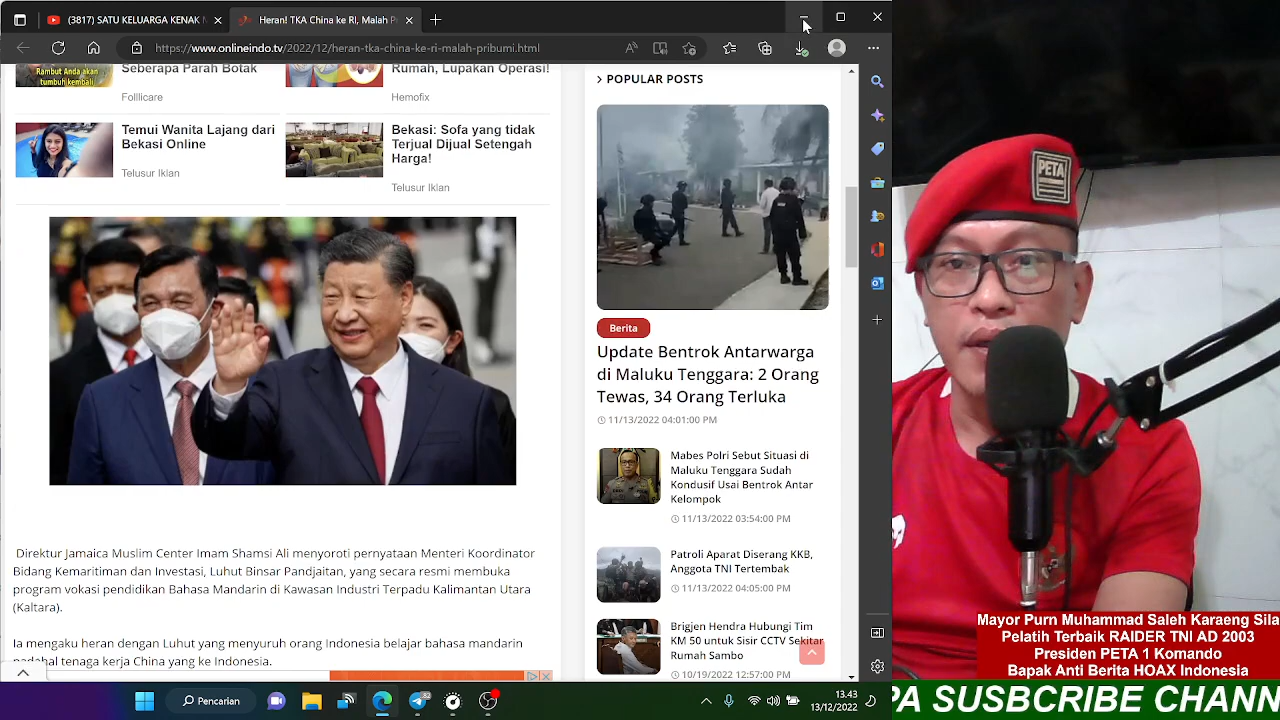 (3817) SATU KELUARGA KENAK M
Heran! TKA China ke RI, Malah P
https://www.onlineindo.tv/2022/12/heran-tka-china-ke-ri-malah-pribumi.html
Rambut Anda akan
tumbuh kembali
Seberapa Parah Botak
Folllicare
Rumah, Lupakan Operasi!
Hemofix
Temui Wanita Lajang dari
Bekasi Online
Telusur Iklan
Bekasi: Sofa yang tidak
Terjual Dijual Setengah
Harga!
Telusur Iklan
Direktur Jamaica Muslim Center Imam Shamsi Ali menyoroti pernyataan Menteri Koordinator
Bidang Kemaritiman dan Investasi, Luhut Binsar Pandjaitan, yang secara resmi membuka
program vokasi pendidikan Bahasa Mandarin di Kawasan Industri Terpadu Kalimantan Utara
(Kaltara).
Ia mengaku heran dengan Luhut yang menyuruh orang Indonesia belajar bahasa mandarin
padahal tenaga kerja China yang ke Indonesia.
POPULAR POSTS
Berita
Update Bentrok Antarwarga
di Maluku Tenggara: 2 Orang
Tewas, 34 Orang Terluka
11/13/2022 04:01:00 PM
Mabes Polri Sebut Situasi di
Maluku Tenggara Sudah
Kondusif Usai Bentrok Antar
Kelompok
11/13/2022 03:54:00 PM
Patroli Aparat Diserang KKB,
Anggota TNI Tertembak
11/13/2022 04:05:00 PM
Brigjen Hendra Hubungi Tim
KM 50 untuk Sisir CCTV Sekitar
Rumah Sambo
10/19/2022 12:57:00 PM
PETA
Mayor Purn Muhammad Saleh Karaeng Sila
Pelatih Terbaik RAIDER TNI AD 2003
Presiden PETA 1 Komando
Bapak Anti Berita HOAX Indonesia
PA SUSBCRIBE CHANN
Pencarian
23
13.43
13/12/2022